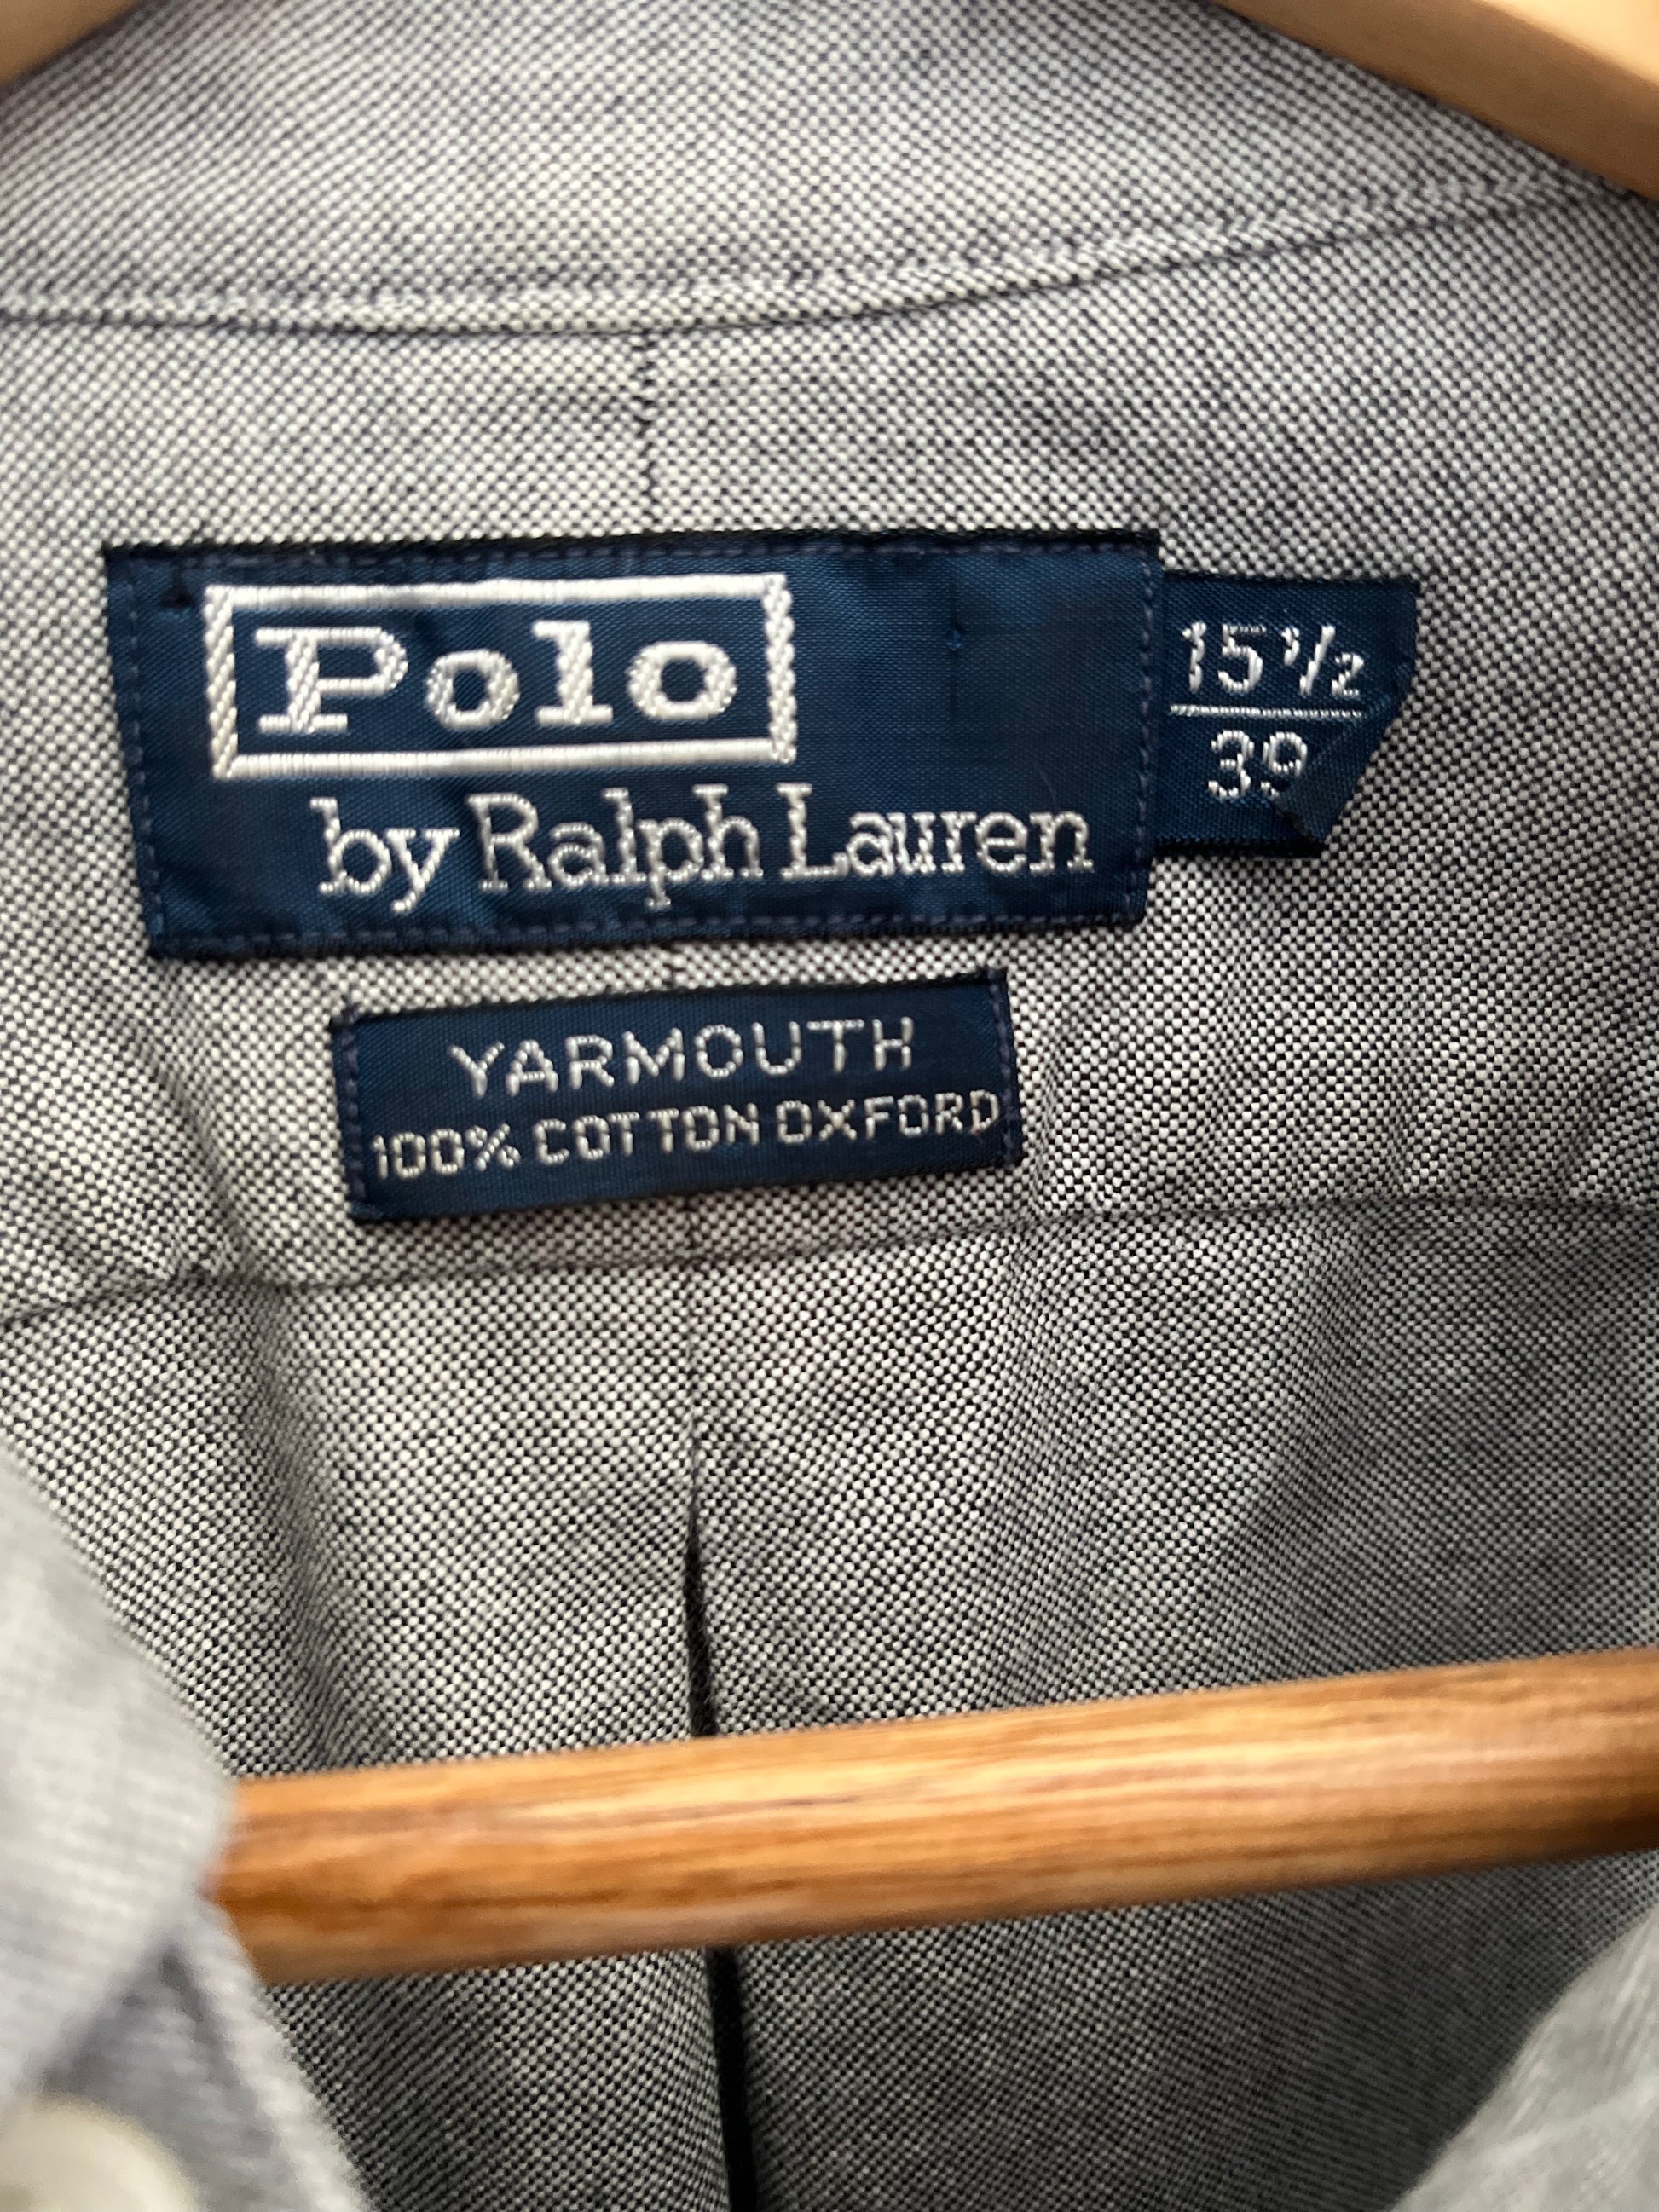 Polo
by Ralph Lauren
15 1/2
39
YARMOUTH
100% COTTON OXFORD